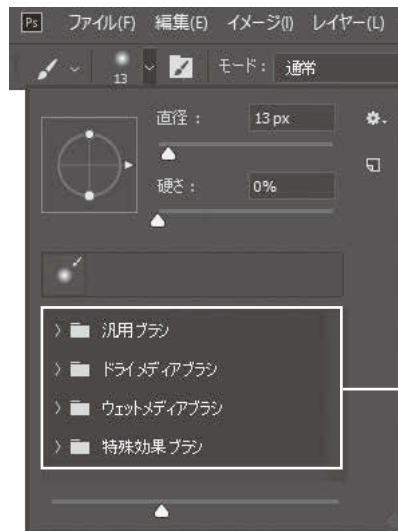 Ps ファイル(F) 編集(E) イメージ(I) レイヤー(L)
13 モード： 通常
直径： 13 px
硬さ： 0%
汎用ブラシ
ドライメディアブラシ
ウェットメディアブラシ
特殊効果ブラシ